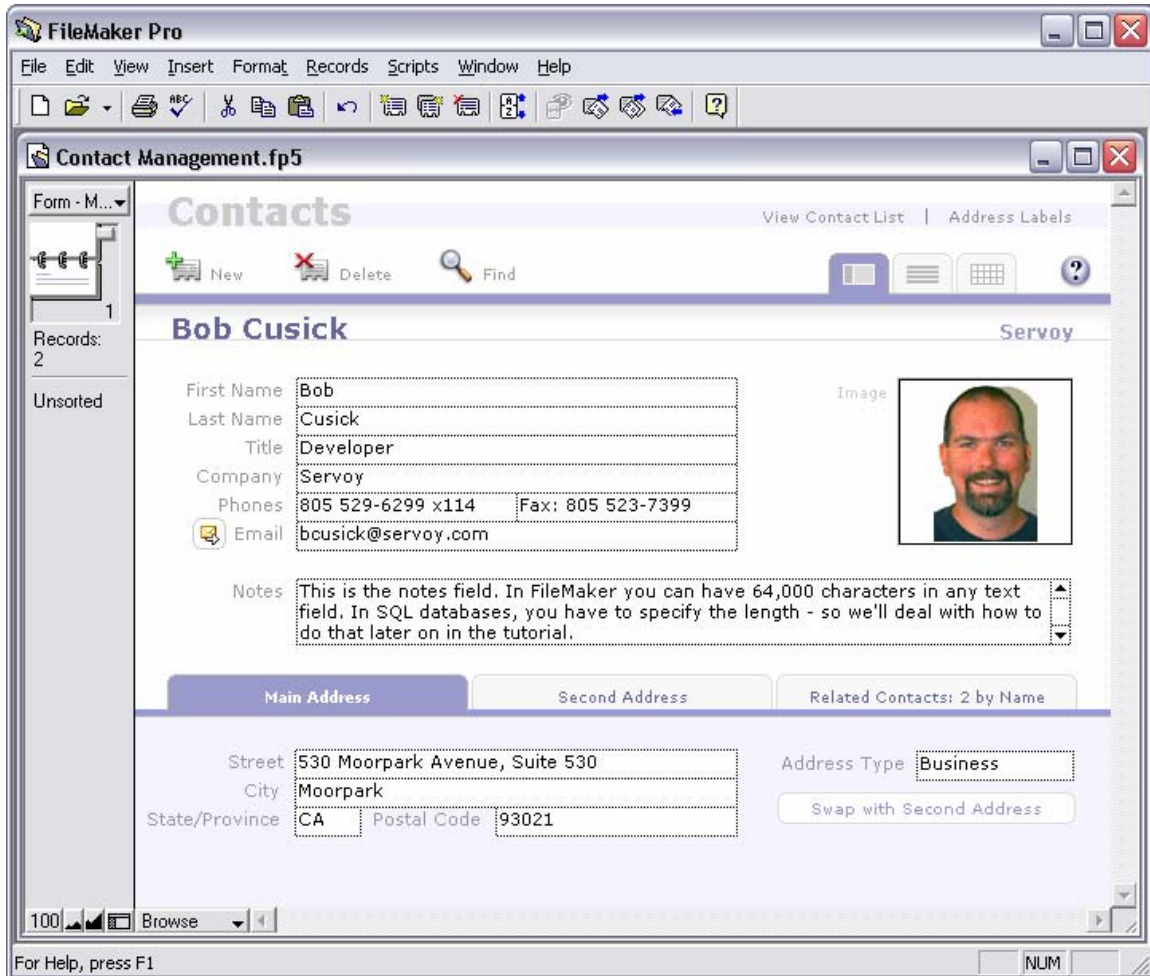 FileMaker Pro
File Edit View Insert Format Records Scripts Window Help
ABC
Contact Management.fp5
Form - M...
1
Records:
2
Unsorted
Contacts
View Contact List | Address Labels
New Delete Find
?
Bob Cusick
Servoy
First Name Bob
Image
Last Name Cusick
Title Developer
Company Servoy
Phones 805 529-6299 x114 Fax: 805 523-7399
Email bcusick@servoy.com
Notes This is the notes field. In FileMaker you can have 64,000 characters in any text
field. In SQL databases, you have to specify the length - so we'll deal with how to
do that later on in the tutorial.
Main Address Second Address Related Contacts: 2 by Name
Street 530 Moorpark Avenue, Suite 530 Address Type Business
City Moorpark
Swap with Second Address
State/Province CA Postal Code 93021
100 Browse
For Help, press F1 NUM